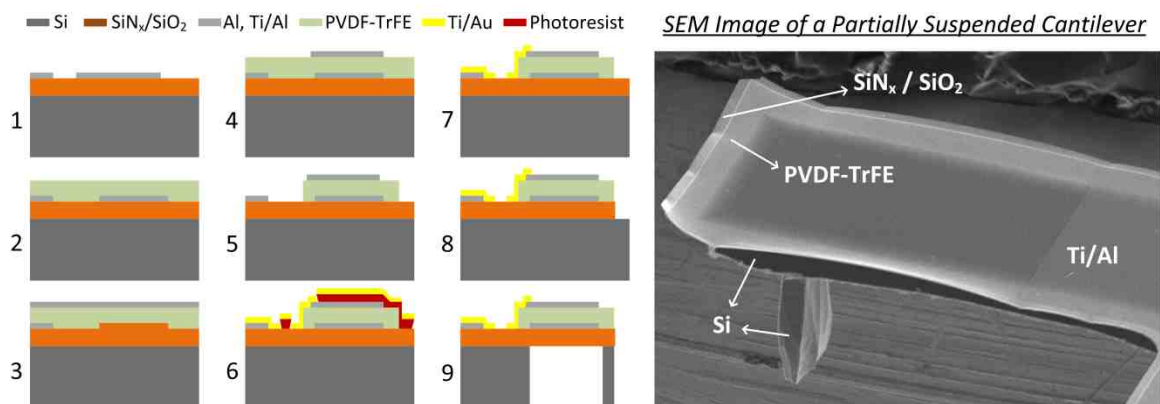 Si SiNₓ/SiO₂ Al, Ti/Al PVDF-TrFE Ti/Au Photoresist
1
2
3
4
5
6
7
8
9
SEM Image of a Partially Suspended Cantilever
SiNₓ / SiO₂
PVDF-TrFE
Ti/Al
Si